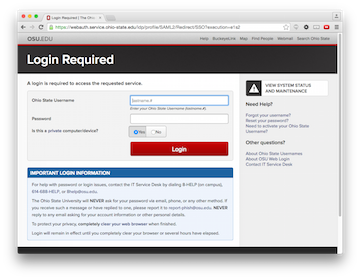 Login Required | The Ohio
https://webauth.service.ohio-state.edu/idp/profile/SAML2/Redirect/SSO?execution=e1s2
OSU.EDU
Help BuckeyeLink Map Find People Webmail Search Ohio State
Login Required
A login is required to access the requested service.
Ohio State Username
lastname.#
Enter your Ohio State Username (lastname.#)
Password
Is this a private computer/device?
Yes No
Login
IMPORTANT LOGIN INFORMATION
For help with password or login issues, contact the IT Service Desk by dialing 8-HELP (on campus),
614-688-HELP, or 8help@osu.edu.
The Ohio State University will NEVER ask for your password via email, phone, or any other method. If
you receive such a message or have replied to one, please report it to report-phish@osu.edu. NEVER
reply to any email asking for your account information or other personal details.
To protect your privacy, completely clear your web browser when finished.
Login will remain in effect until you completely clear your browser or several hours have elapsed.
VIEW SYSTEM STATUS
AND MAINTENANCE
Need Help?
Forgot your username?
Reset your password?
Need to activate your Ohio State
Username?
Other questions?
About Ohio State Usernames
About OSU Web Login
Contact IT Service Desk